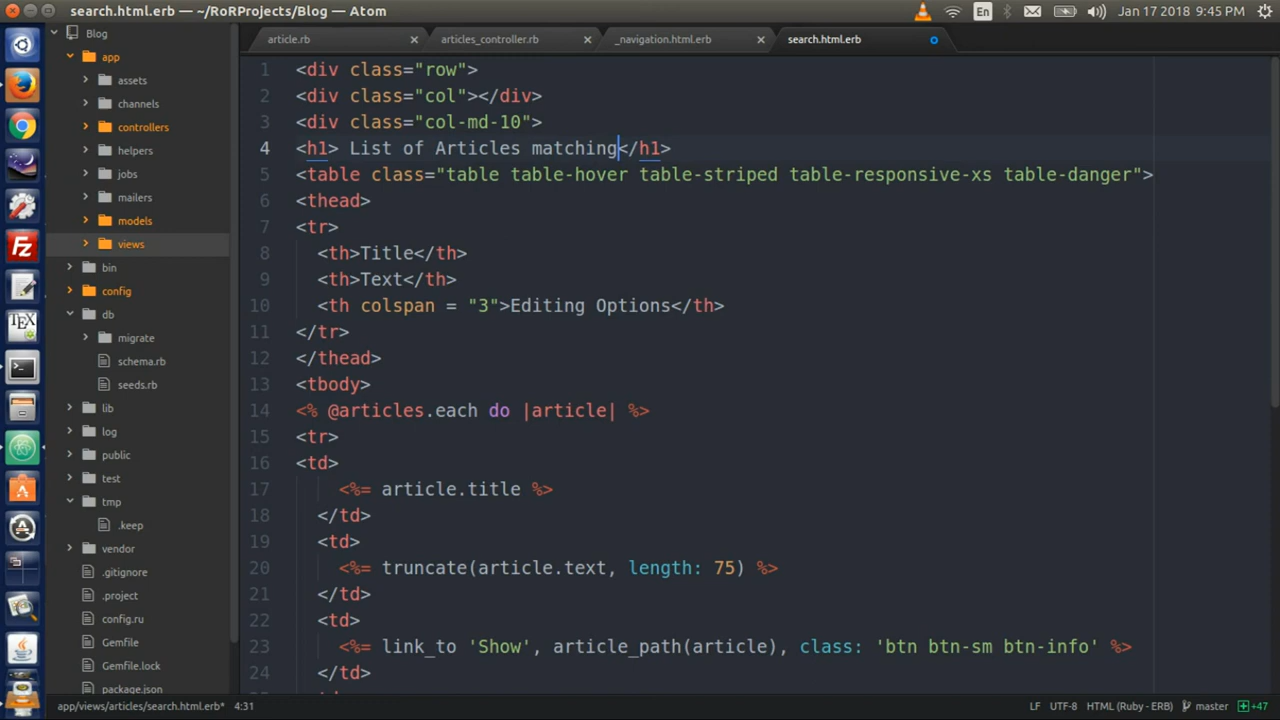 search.html.erb - ~/RoRProjects/Blog - Atom
En
Jan 17 2018 9:45 PM
Blog
app
assets
channels
controllers
helpers
jobs
mailers
models
views
bin
config
db
migrate
schema.rb
seeds.rb
lib
log
public
test
tmp
.keep
vendor
.gitignore
.project
config.ru
Gemfile
Gemfile.lock
package.json
article.rb
articles_controller.rb
_navigation.html.erb
search.html.erb
1 <div class="row">
2 <div class="col"></div>
3 <div class="col-md-10">
4 <h1> List of Articles matching</h1>
5 <table class="table table-hover table-striped table-responsive-xs table-danger">
6 <thead>
7 <tr>
8 <th>Title</th>
9 <th>Text</th>
10 <th colspan = "3">Editing Options</th>
11 </tr>
12 </thead>
13 <tbody>
14 <% @articles.each do |article| %>
15 <tr>
16 <td>
17 <%= article.title %>
18 </td>
19 <td>
20 <%= truncate(article.text, length: 75) %>
21 </td>
22 <td>
23 <%= link_to 'Show', article_path(article), class: 'btn btn-sm btn-info' %>
24 </td>
app/views/articles/search.html.erb* 4:31
LF UTF-8 HTML (Ruby - ERB) master +47